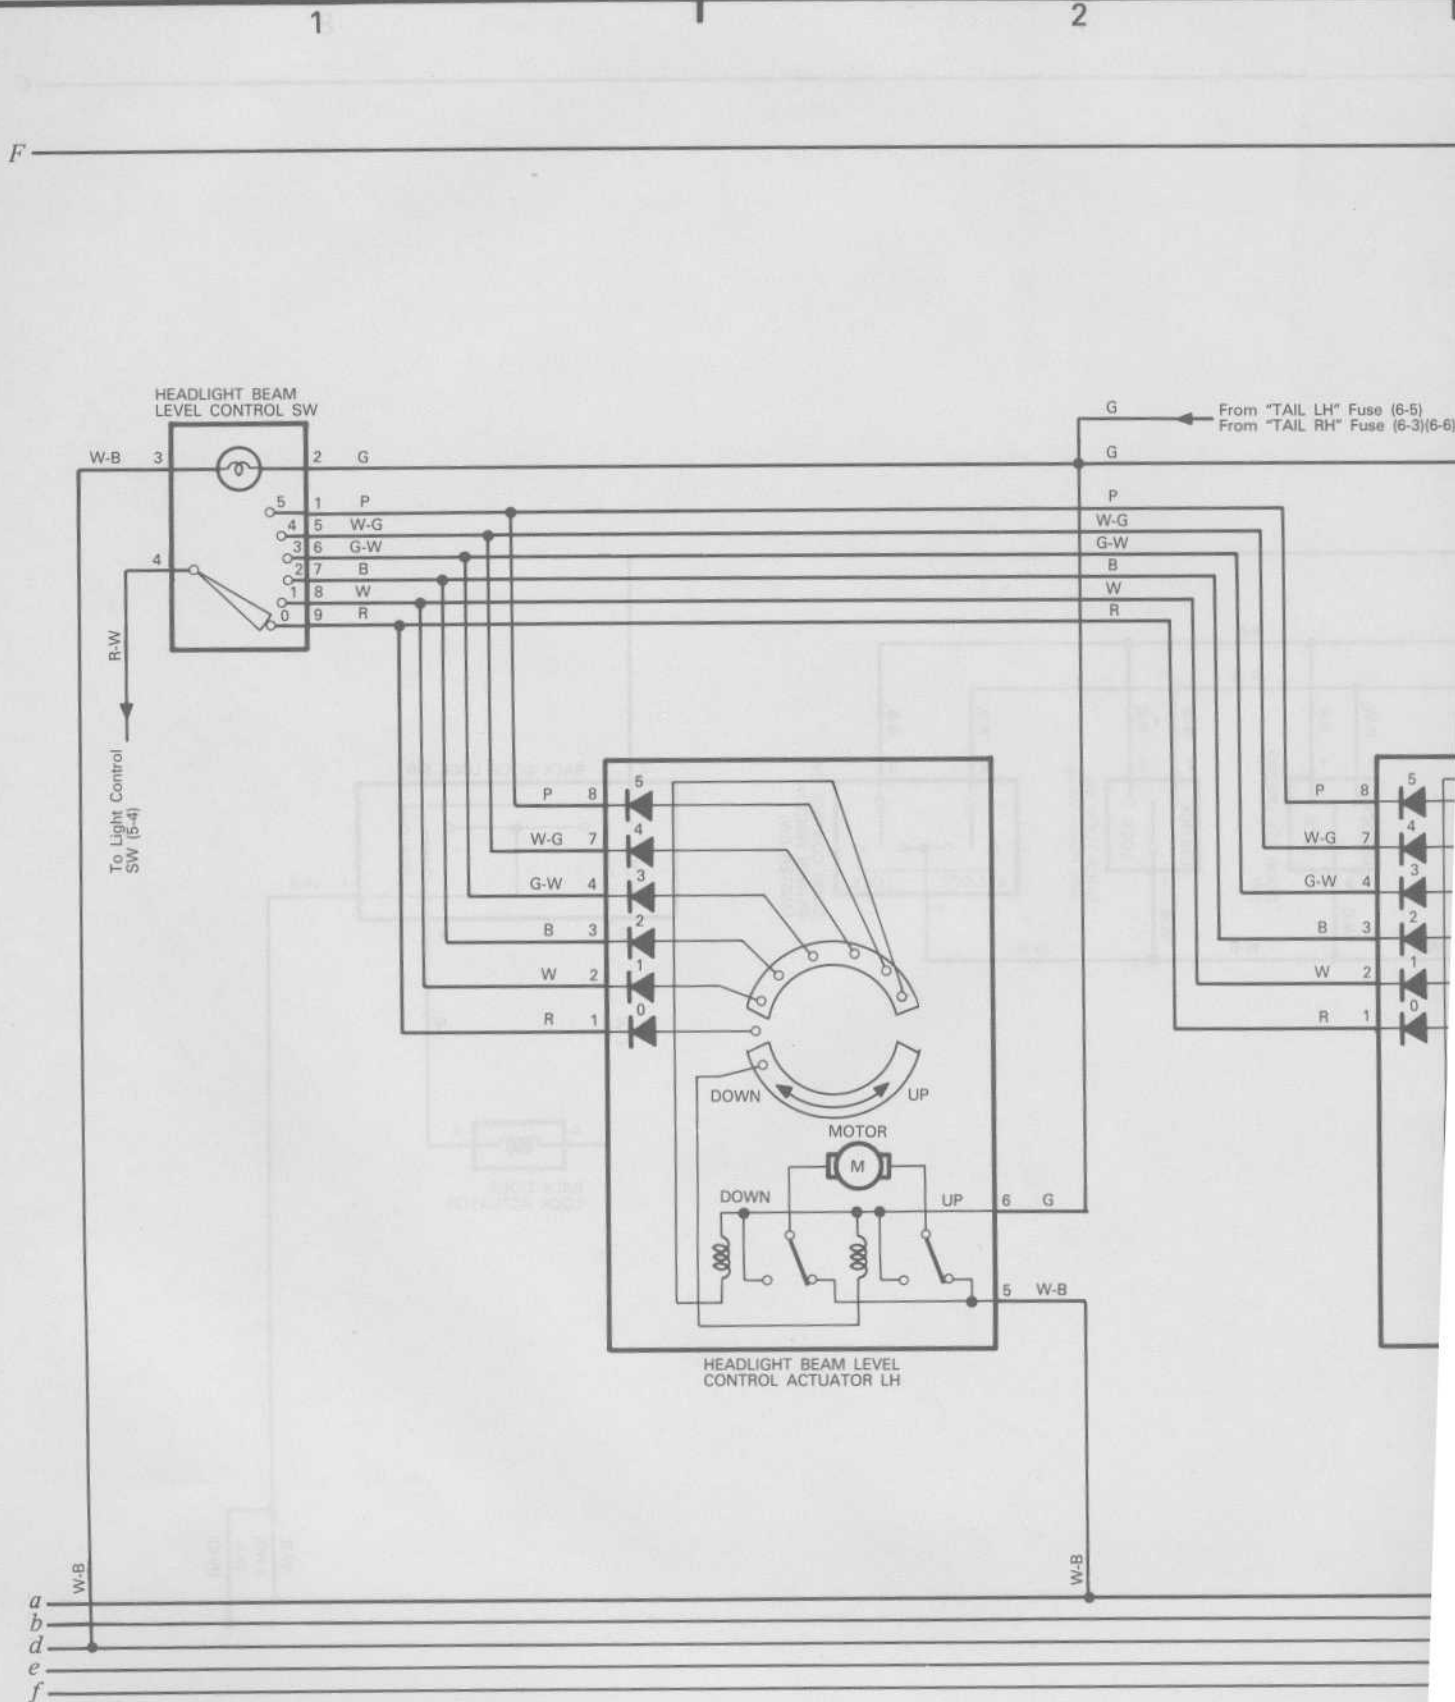 1 2
F
HEADLIGHT BEAM
LEVEL CONTROL SW
G
From "TAIL LH" Fuse (6-5)
From "TAIL RH" Fuse (6-3)(6-6)
W-B 3 2 G G
5 1 P P
4 5 W-G W-G
3 6 G-W G-W
4 2 7 B B
1 8 W W
0 9 R R
R-W
To Light Control
SW (5-4)
P 8 5 P 8 5
W-G 7 4 W-G 7 4
G-W 4 3 G-W 4 3
B 3 2 B 3 2
W 2 1 W 2 1
R 1 0 R 1 0
DOWN UP
MOTOR
M
DOWN UP 6 G
5 W-B
HEADLIGHT BEAM LEVEL
CONTROL ACTUATOR LH
W-B W-B
a
b
d
e
f